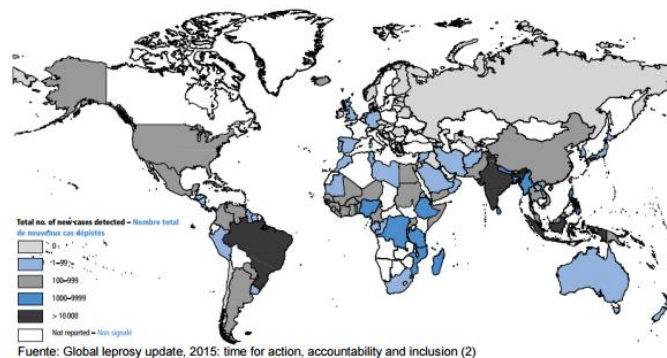 Total no. of new cases detected – Nombre total
de nouveaux cas dépistés
0
1–99
100–999
1000–9999
> 10 000
Not reported – Non signalé
Fuente: Global leprosy update, 2015: time for action, accountability and inclusion (2)